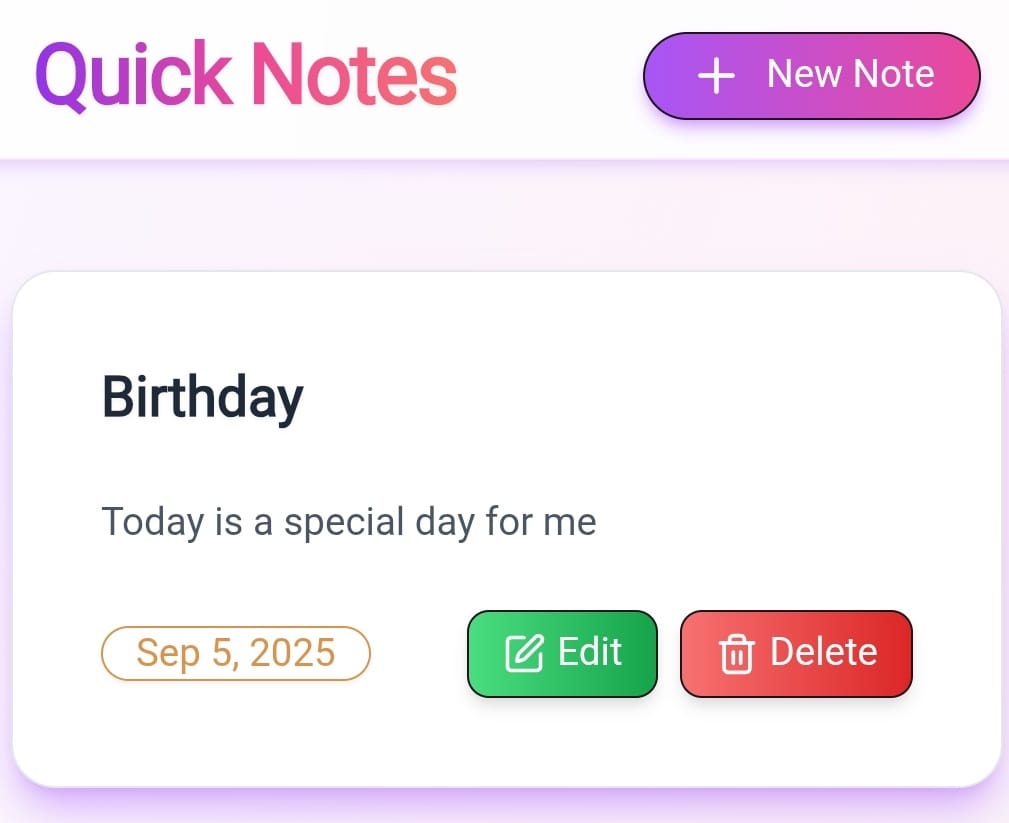 Quick Notes
New Note
Birthday
Today is a special day for me
Sep 5, 2025
Edit
Delete